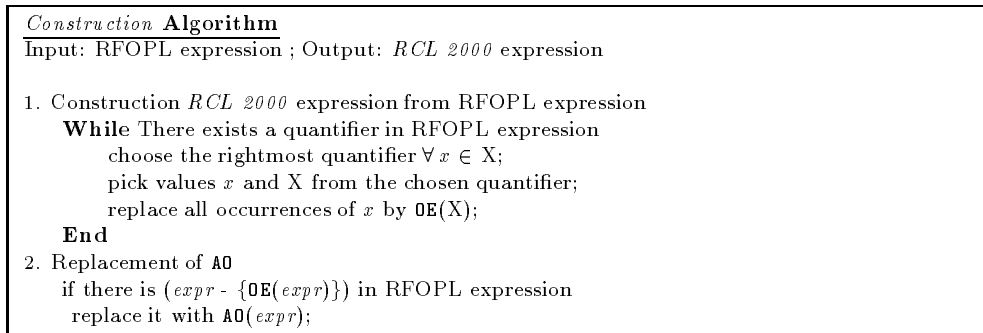 Construction Algorithm
Input: RFOPL expression ; Output: RCL 2000 expression
1. Construction RCL 2000 expression from RFOPL expression
While There exists a quantifier in RFOPL expression
choose the rightmost quantifier ∀ x ∈ X;
pick values x and X from the chosen quantifier;
replace all occurrences of x by OE(X);
End
2. Replacement of AO
if there is (expr - {OE(expr)}) in RFOPL expression
replace it with AO(expr);